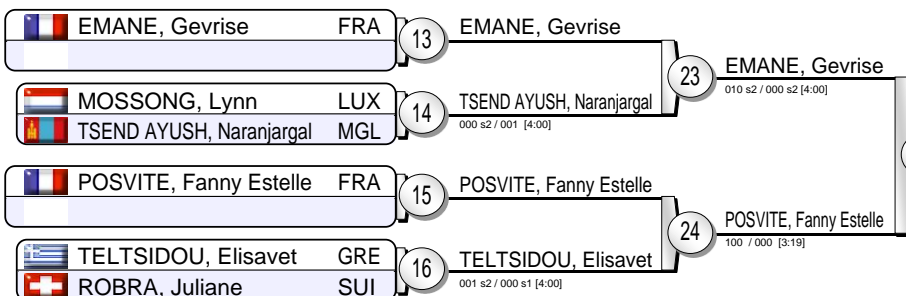 EMANE, Gevrise FRA
13
EMANE, Gevrise
23
EMANE, Gevrise
010 s2 / 000 s2 [4:00]
MOSSONG, Lynn LUX
TSEND AYUSH, Naranjargal MGL
14
TSEND AYUSH, Naranjargal
000 s2 / 001 [4:00]
POSVITE, Fanny Estelle FRA
15
POSVITE, Fanny Estelle
24
POSVITE, Fanny Estelle
100 / 000 [3:19]
TELTSIDOU, Elisavet GRE
ROBRA, Juliane SUI
16
TELTSIDOU, Elisavet
001 s2 / 000 s1 [4:00]